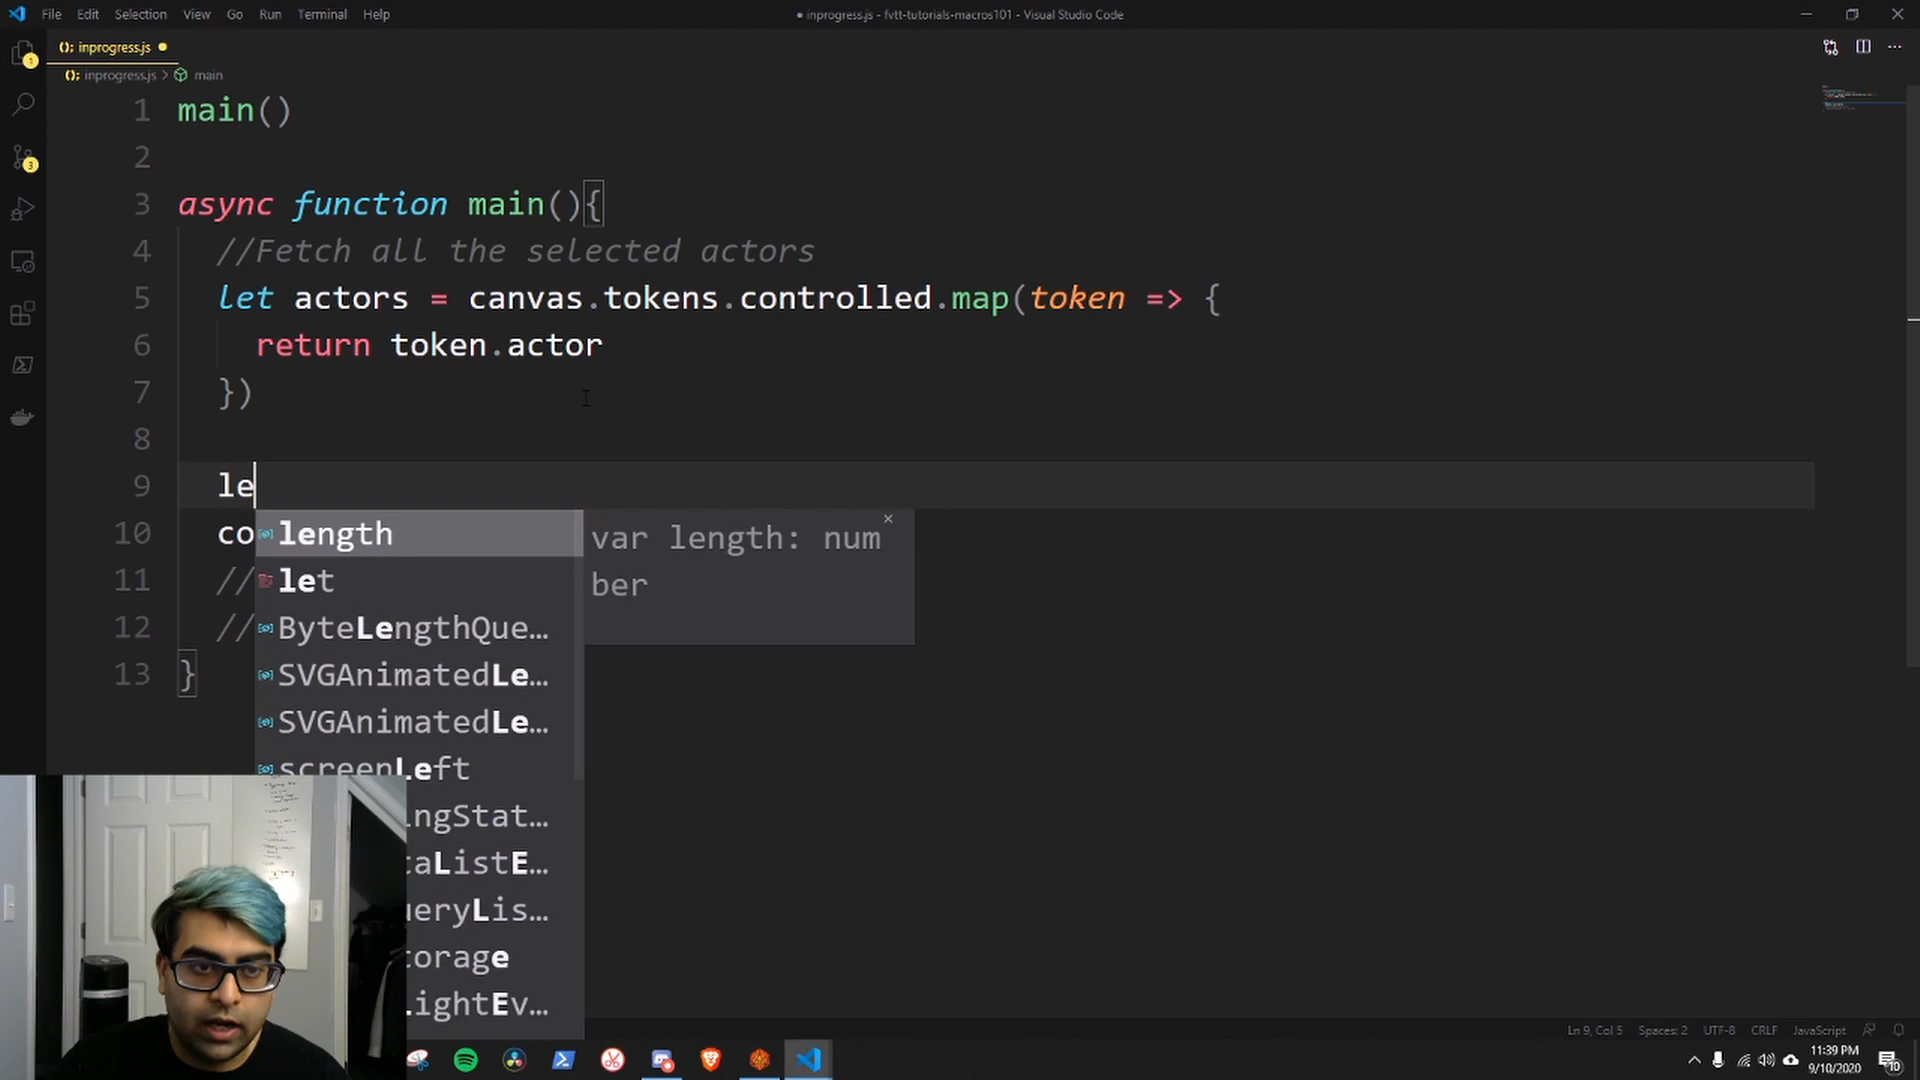 File Edit Selection View Go Run Terminal Help
● inprogress.js - fvtt-tutorials-macros101 - Visual Studio Code
inprogress.js ●
inprogress.js > main
1 main()
2
3 async function main(){
4 //Fetch all the selected actors
5 let actors = canvas.tokens.controlled.map(token => {
6 return token.actor
7 })
8
9 le
10 co
length
var length: num
ber
11 //
let
12 //
ByteLengthQue…
13 }
SVGAnimatedLe…
SVGAnimatedLe…
screenLeft
ngStat…
taListE…
ueryLis…
torage
LightEv…
Ln 9, Col 5 Spaces: 2 UTF-8 CRLF JavaScript
11:39 PM
9/10/2020
10